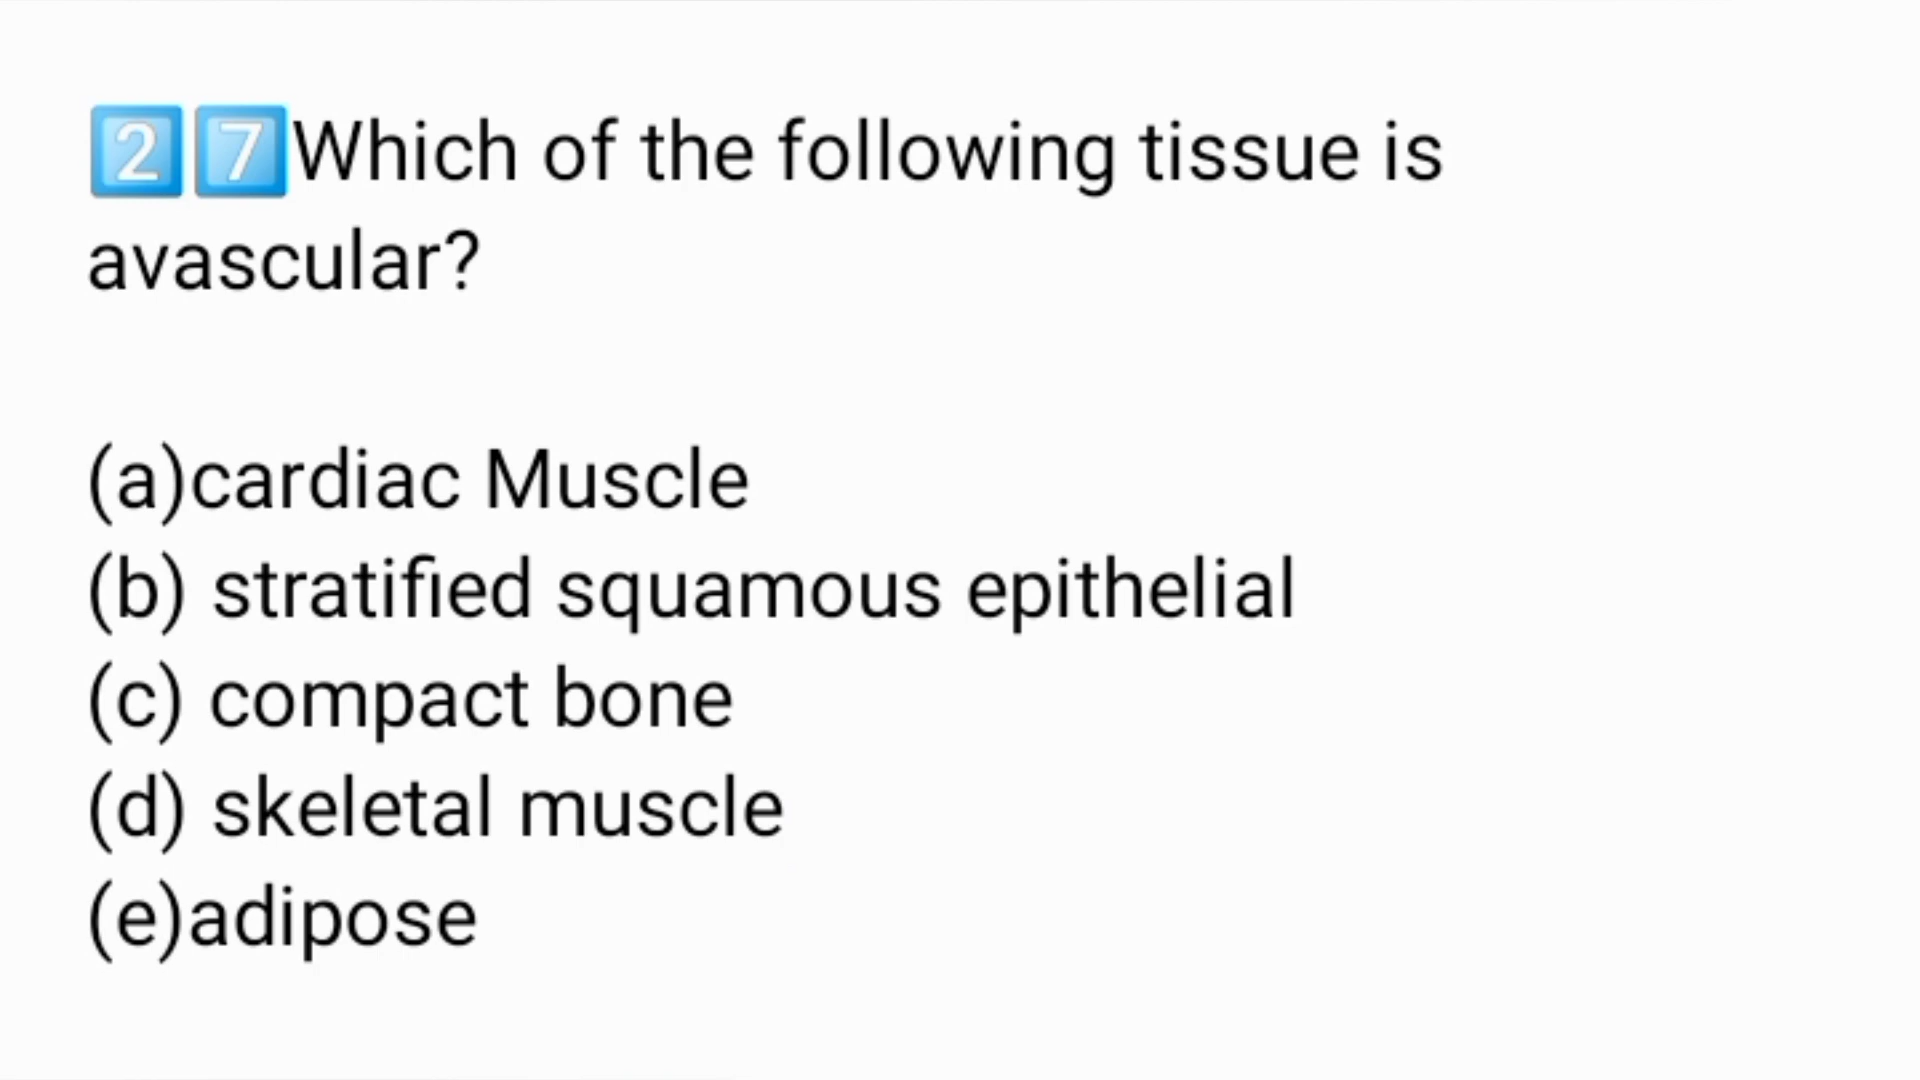 2️⃣7️⃣Which of the following tissue is
avascular?
(a)cardiac Muscle
(b) stratified squamous epithelial
(c) compact bone
(d) skeletal muscle
(e)adipose